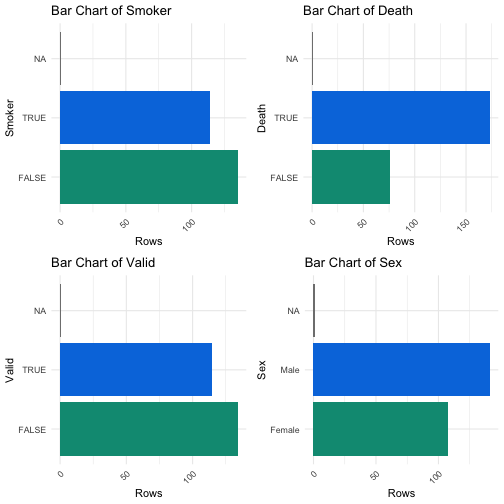 Bar Chart of Smoker
Smoker
NA
TRUE
FALSE
0
50
100
Rows
Bar Chart of Death
Death
NA
TRUE
FALSE
0
50
100
150
Rows
Bar Chart of Valid
Valid
NA
TRUE
FALSE
0
50
100
Rows
Bar Chart of Sex
Sex
NA
Male
Female
0
100
Rows